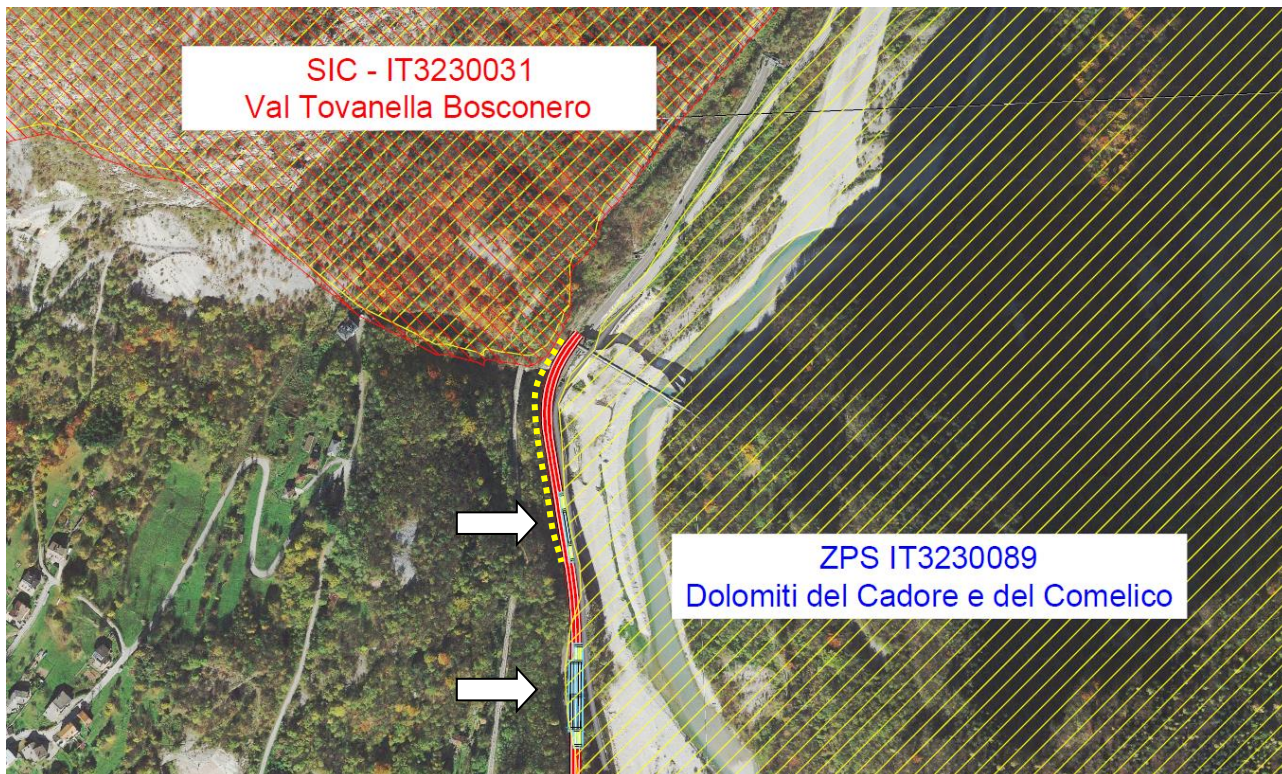 SIC - IT3230031
Val Tovanella Bosconero
ZPS IT3230089
Dolomiti del Cadore e del Comelico